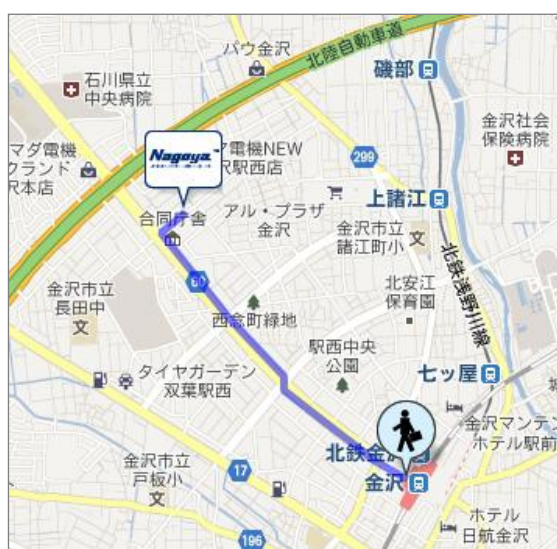 バウ金沢
北陸自動車道
磯部
石川県立
中央病院
金沢社会
保険病院
マダ電機
クランド
沢本店
Nagoya
マ電機NEW
沢駅西店
299
上諸江
合同庁舎
アル・プラザ
金沢
金沢市立
諸江町小
北鉄浅野川線
金沢市立
長田中
60
西念町緑地
北安江
保育園
駅西中央
公園
タイヤガーデン
双葉駅西
七ッ屋
金沢マンテン
ホテル駅前
北鉄金沢
金沢
金沢市立
戸板小
17
196
ホテル
日航金沢